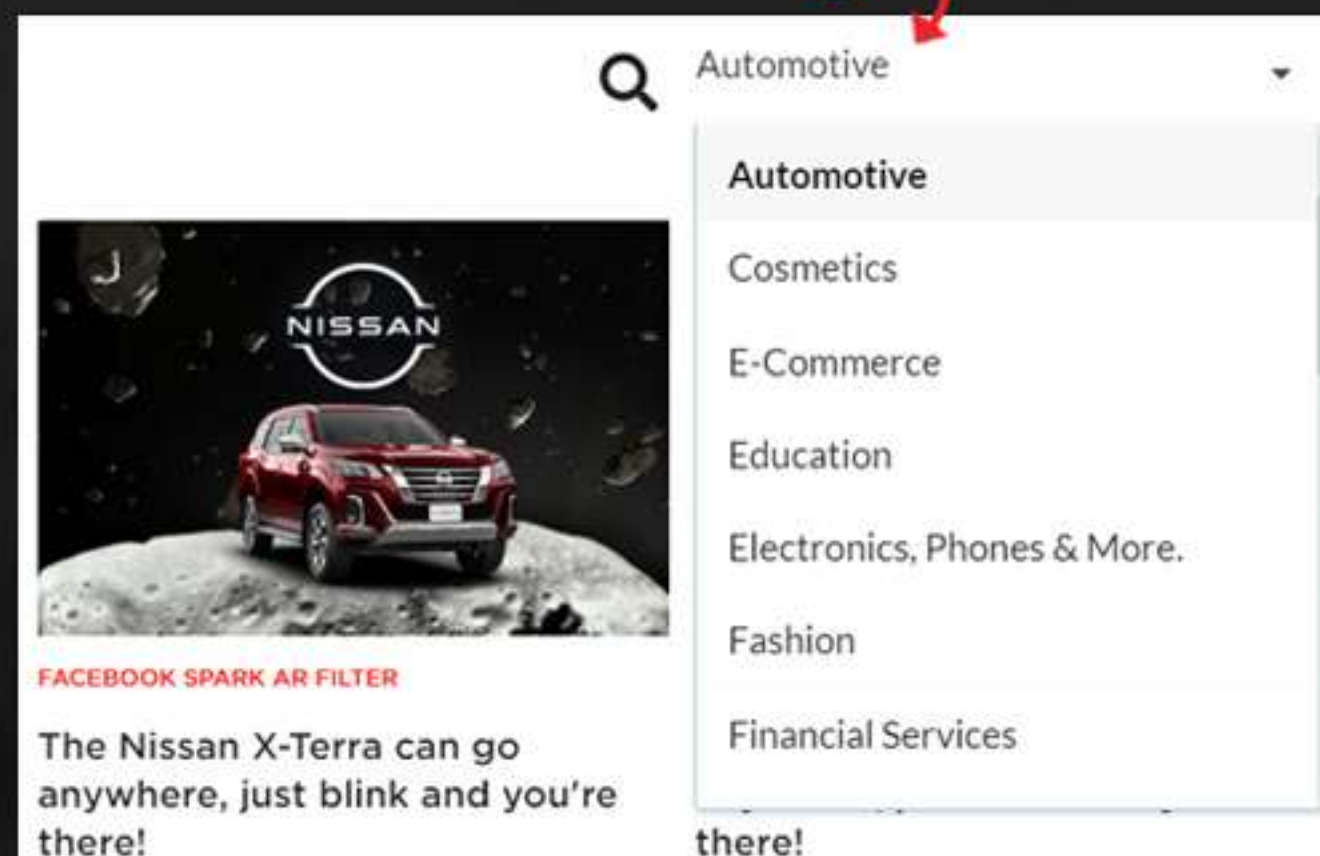 Automotive
Automotive
Cosmetics
E-Commerce
Education
Electronics, Phones & More.
Fashion
Financial Services
NISSAN
FACEBOOK SPARK AR FILTER
The Nissan X-Terra can go
anywhere, just blink and you're
there!
there!